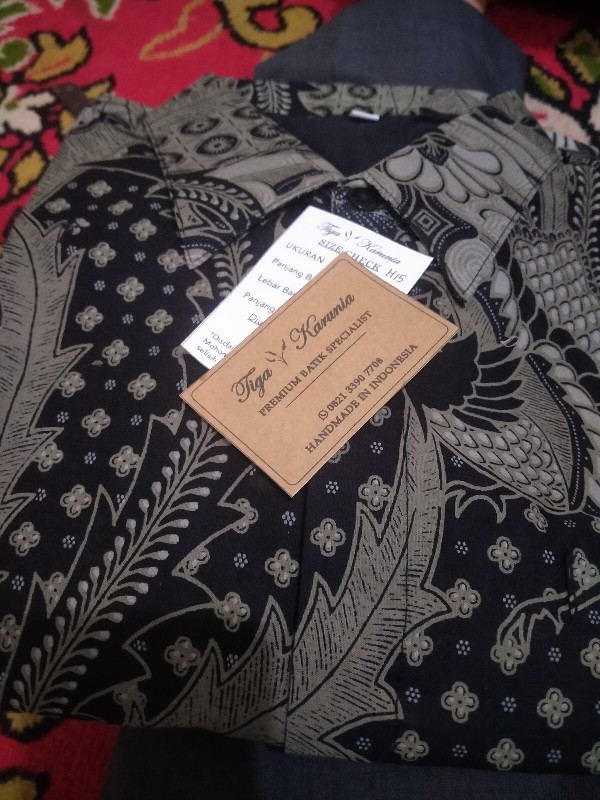 Tiga Karunia
SIZE CHECK H15
UKURAN
Panjang
Lebar
Panjang
Tiga Karunia
PREMIUM BATIK SPECIALIST
0821 3390 7708
HANDMADE IN INDONESIA